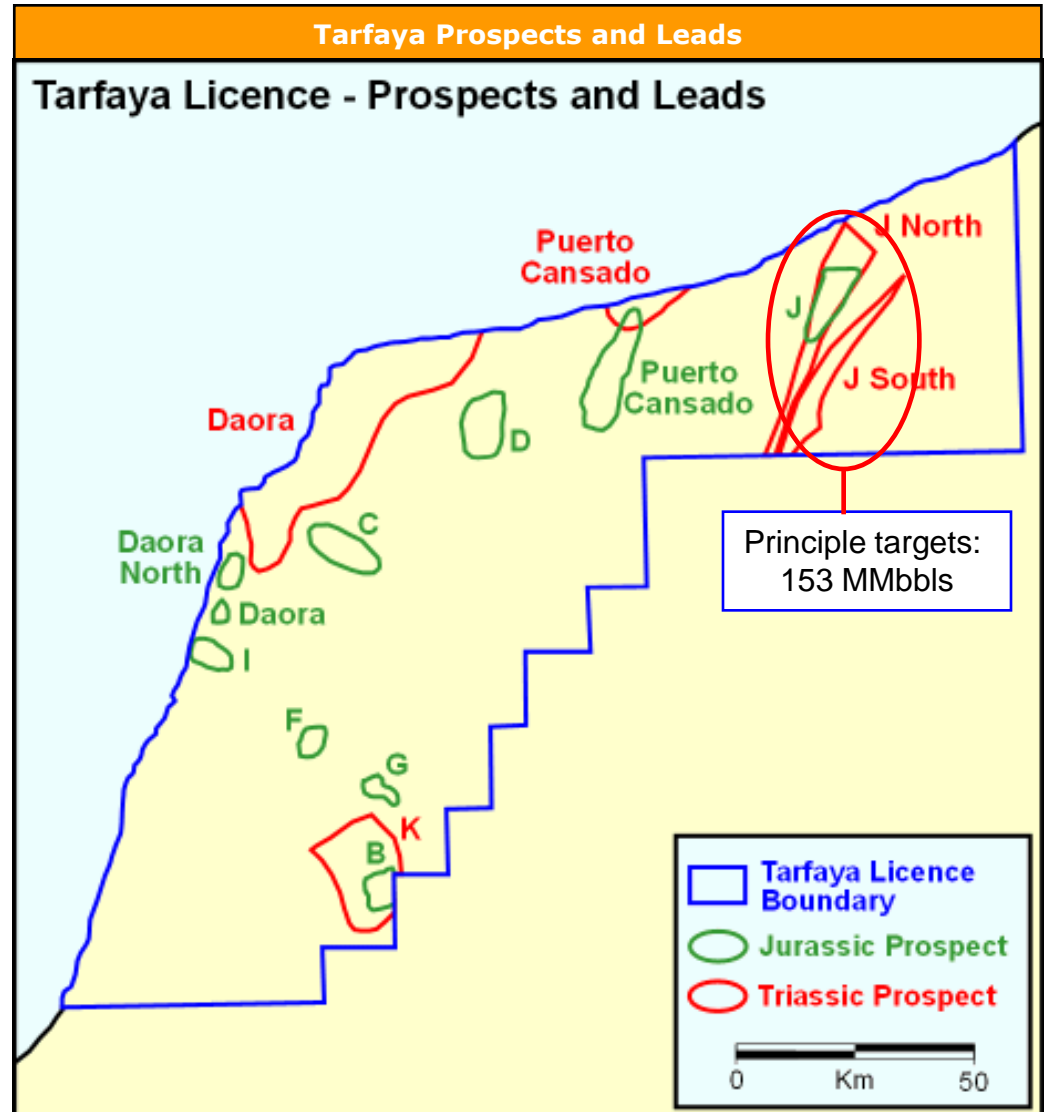 Tarfaya Prospects and Leads
Tarfaya Licence - Prospects and Leads
J North
Puerto
Cansado
J
Puerto
Cansado
J South
Daora
D
C
Principle targets:
153 MMbbls
Daora
North
Daora
I
F
G
K
B
Tarfaya Licence
Boundary
Jurassic Prospect
Triassic Prospect
0 Km 50